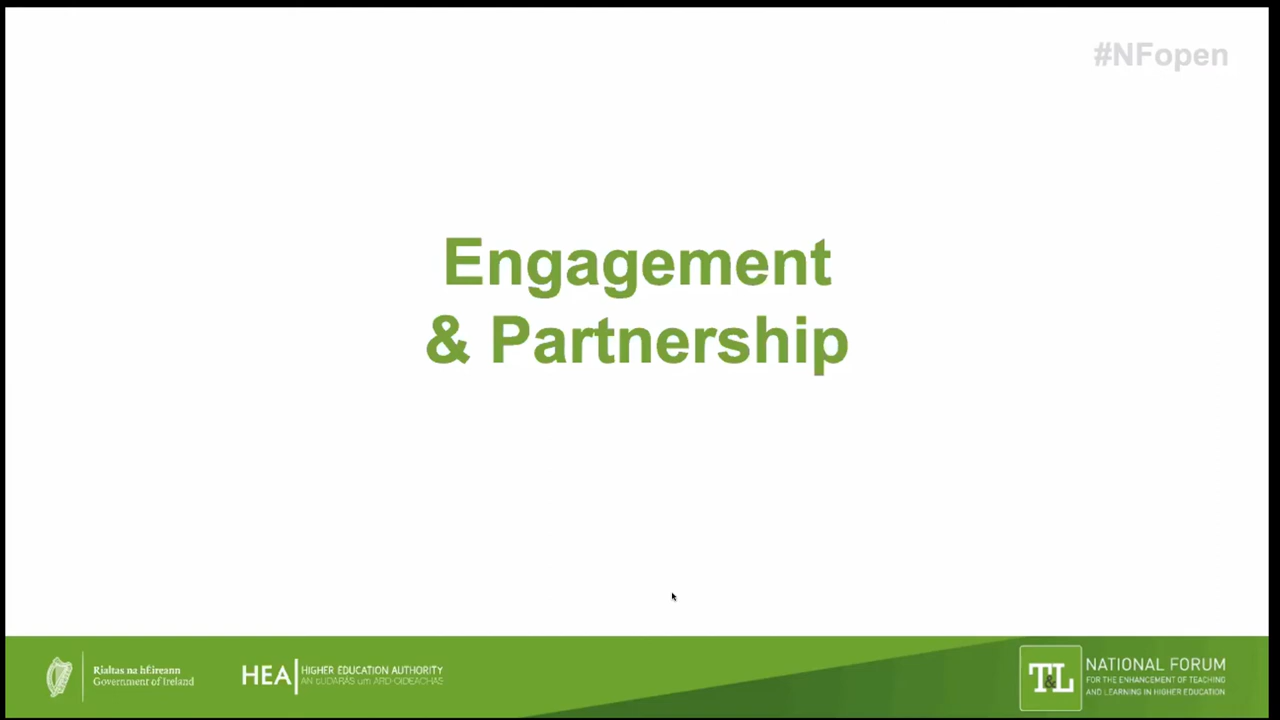 #NFopen
Engagement
& Partnership
Rialtas na hÉireann
Government of Ireland
HEA
HIGHER EDUCATION AUTHORITY
AN tÚDARÁS um ARD-OIDEACHAS
T&L
NATIONAL FORUM
FOR THE ENHANCEMENT OF TEACHING
AND LEARNING IN HIGHER EDUCATION